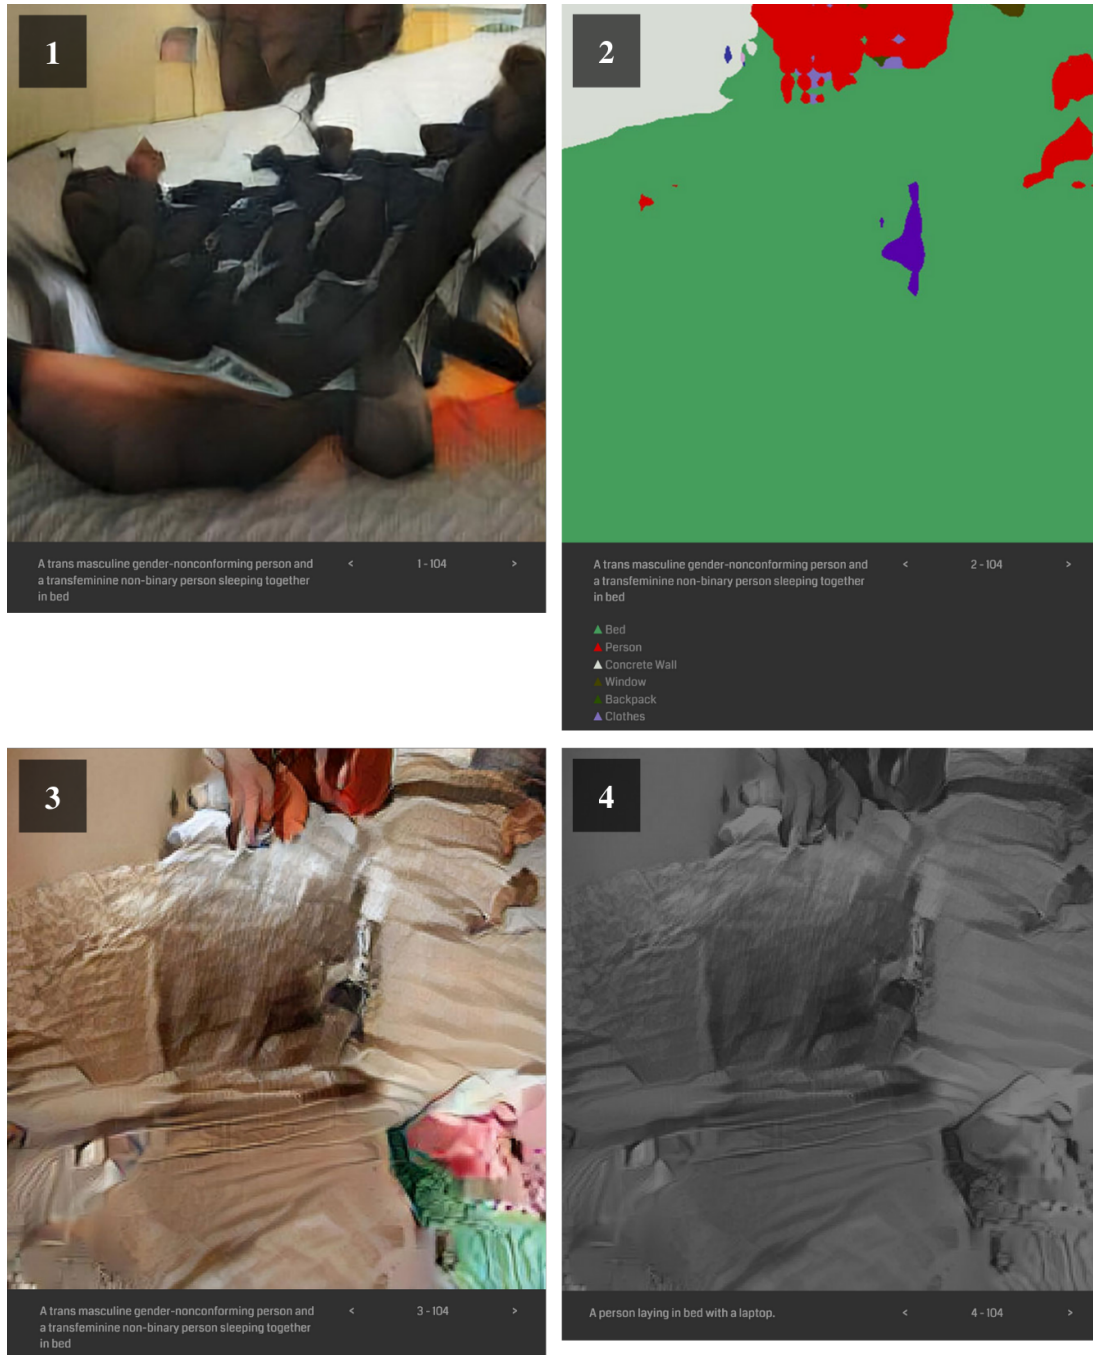 1
2
A trans masculine gender-nonconforming person and
a transfeminine non-binary person sleeping together
in bed
< 1 - 104 >
A trans masculine gender-nonconforming person and
a transfeminine non-binary person sleeping together
in bed
< 2 - 104 >
Bed
Person
Concrete Wall
Window
Backpack
Clothes
3
4
A trans masculine gender-nonconforming person and
a transfeminine non-binary person sleeping together
in bed
< 3 - 104 >
A person laying in bed with a laptop.
< 4 - 104 >